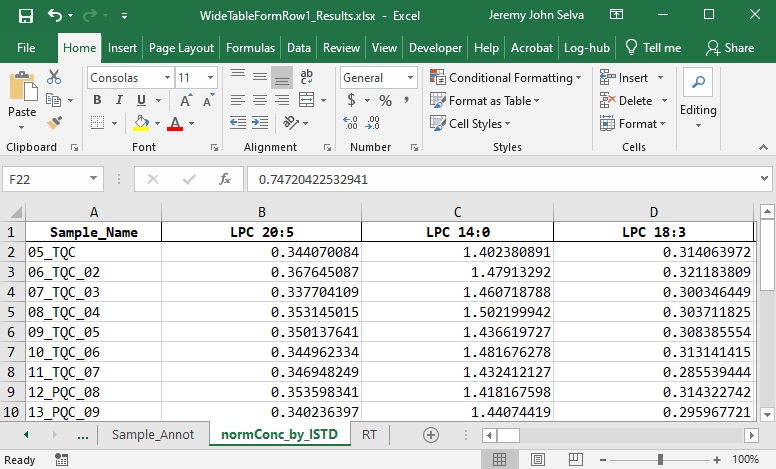 WideTableFormRow1_Results.xlsx - Excel
Jeremy John Selva
File Home Insert Page Layout Formulas Data Review View Developer Help Acrobat Log-hub Tell me Share
Consolas 11 General Conditional Formatting Insert
Paste B I U A A ab c $ % , Format as Table Delete Editing
A .00 .0 .00 Cell Styles Format
Clipboard Font Alignment Number Styles Cells
F22 fx 0.74720422532941
A B C D
1 Sample_Name LPC 20:5 LPC 14:0 LPC 18:3
2 05_TQC 0.344070084 1.402380891 0.314063972
3 06_TQC_02 0.367645087 1.47913292 0.321183809
4 07_TQC_03 0.337704109 1.460718788 0.300346449
5 08_TQC_04 0.353145015 1.502199942 0.303711825
6 09_TQC_05 0.350137641 1.436619727 0.308385554
7 10_TQC_06 0.344962334 1.481676278 0.313141415
8 11_TQC_07 0.346948249 1.432412127 0.285539444
9 12_PQC_08 0.353598341 1.418167598 0.314322742
10 13_PQC_09 0.340236397 1.44074419 0.295967721
... Sample_Annot normConc_by_ISTD RT
Ready 100%